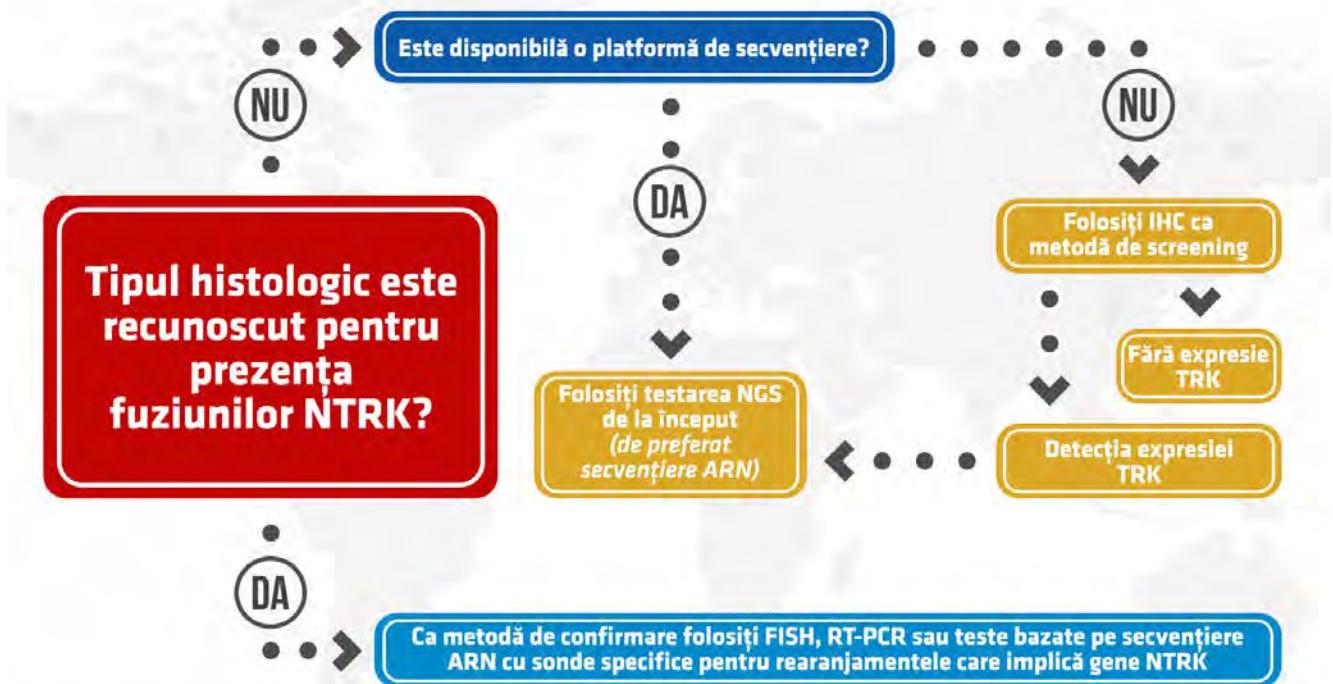 Este disponibilă o platformă de secvențiere?
NU
NU
DA
Tipul histologic este
recunoscut pentru
prezența
fuziunilor NTRK?
Folosiți IHC ca
metodă de screening
Fără expresie
TRK
Folosiți testarea NGS
de la început
(de preferat
secvențiere ARN)
Detecția expresiei
TRK
DA
Ca metodă de confirmare folosiți FISH, RT-PCR sau teste bazate pe secvențiere
ARN cu sonde specifice pentru rearanjamentele care implică gene NTRK